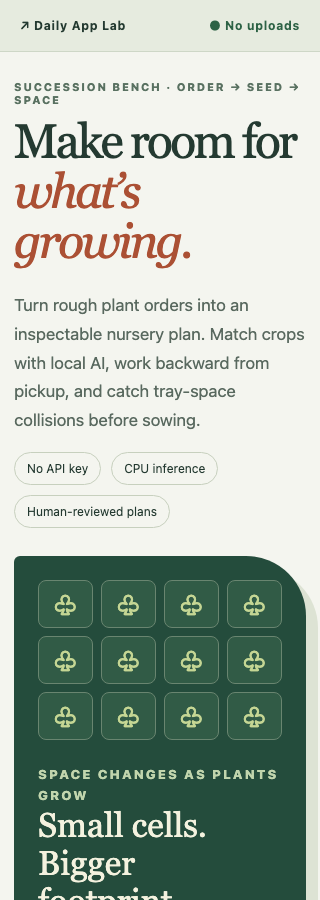 ↗ Daily App Lab
No uploads
SUCCESSION BENCH · ORDER → SEED →
SPACE
Make room for
what’s
growing.
Turn rough plant orders into an
inspectable nursery plan. Match crops
with local AI, work backward from
pickup, and catch tray-space
collisions before sowing.
No API key
CPU inference
Human-reviewed plans
SPACE CHANGES AS PLANTS
GROW
Small cells.
Bigger
footprint